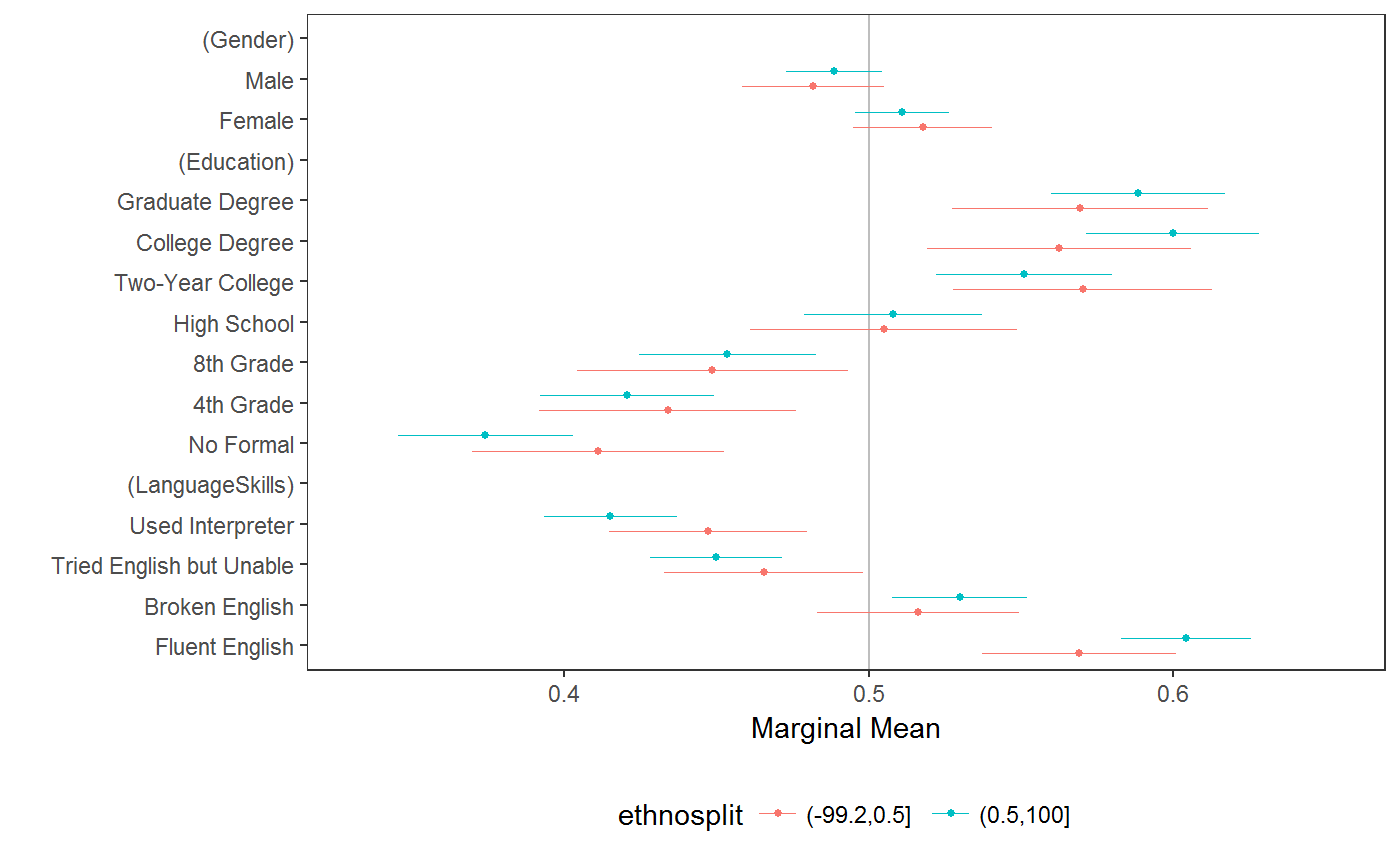 (Gender)
Male
Female
(Education)
Graduate Degree
College Degree
Two-Year College
High School
8th Grade
4th Grade
No Formal
(LanguageSkills)
Used Interpreter
Tried English but Unable
Broken English
Fluent English
0.4 0.5 0.6
Marginal Mean
ethnosplit (-99.2,0.5] (0.5,100]